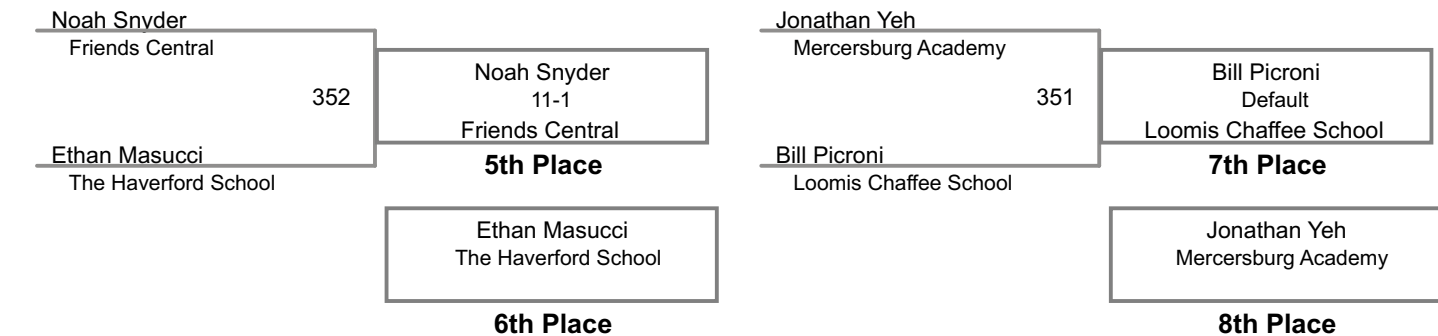 Noah Snyder
Friends Central
352
Ethan Masucci
The Haverford School
Noah Snyder
11-1
Friends Central
5th Place
Ethan Masucci
The Haverford School
6th Place
Jonathan Yeh
Mercersburg Academy
351
Bill Picroni
Loomis Chaffee School
Bill Picroni
Default
Loomis Chaffee School
7th Place
Jonathan Yeh
Mercersburg Academy
8th Place